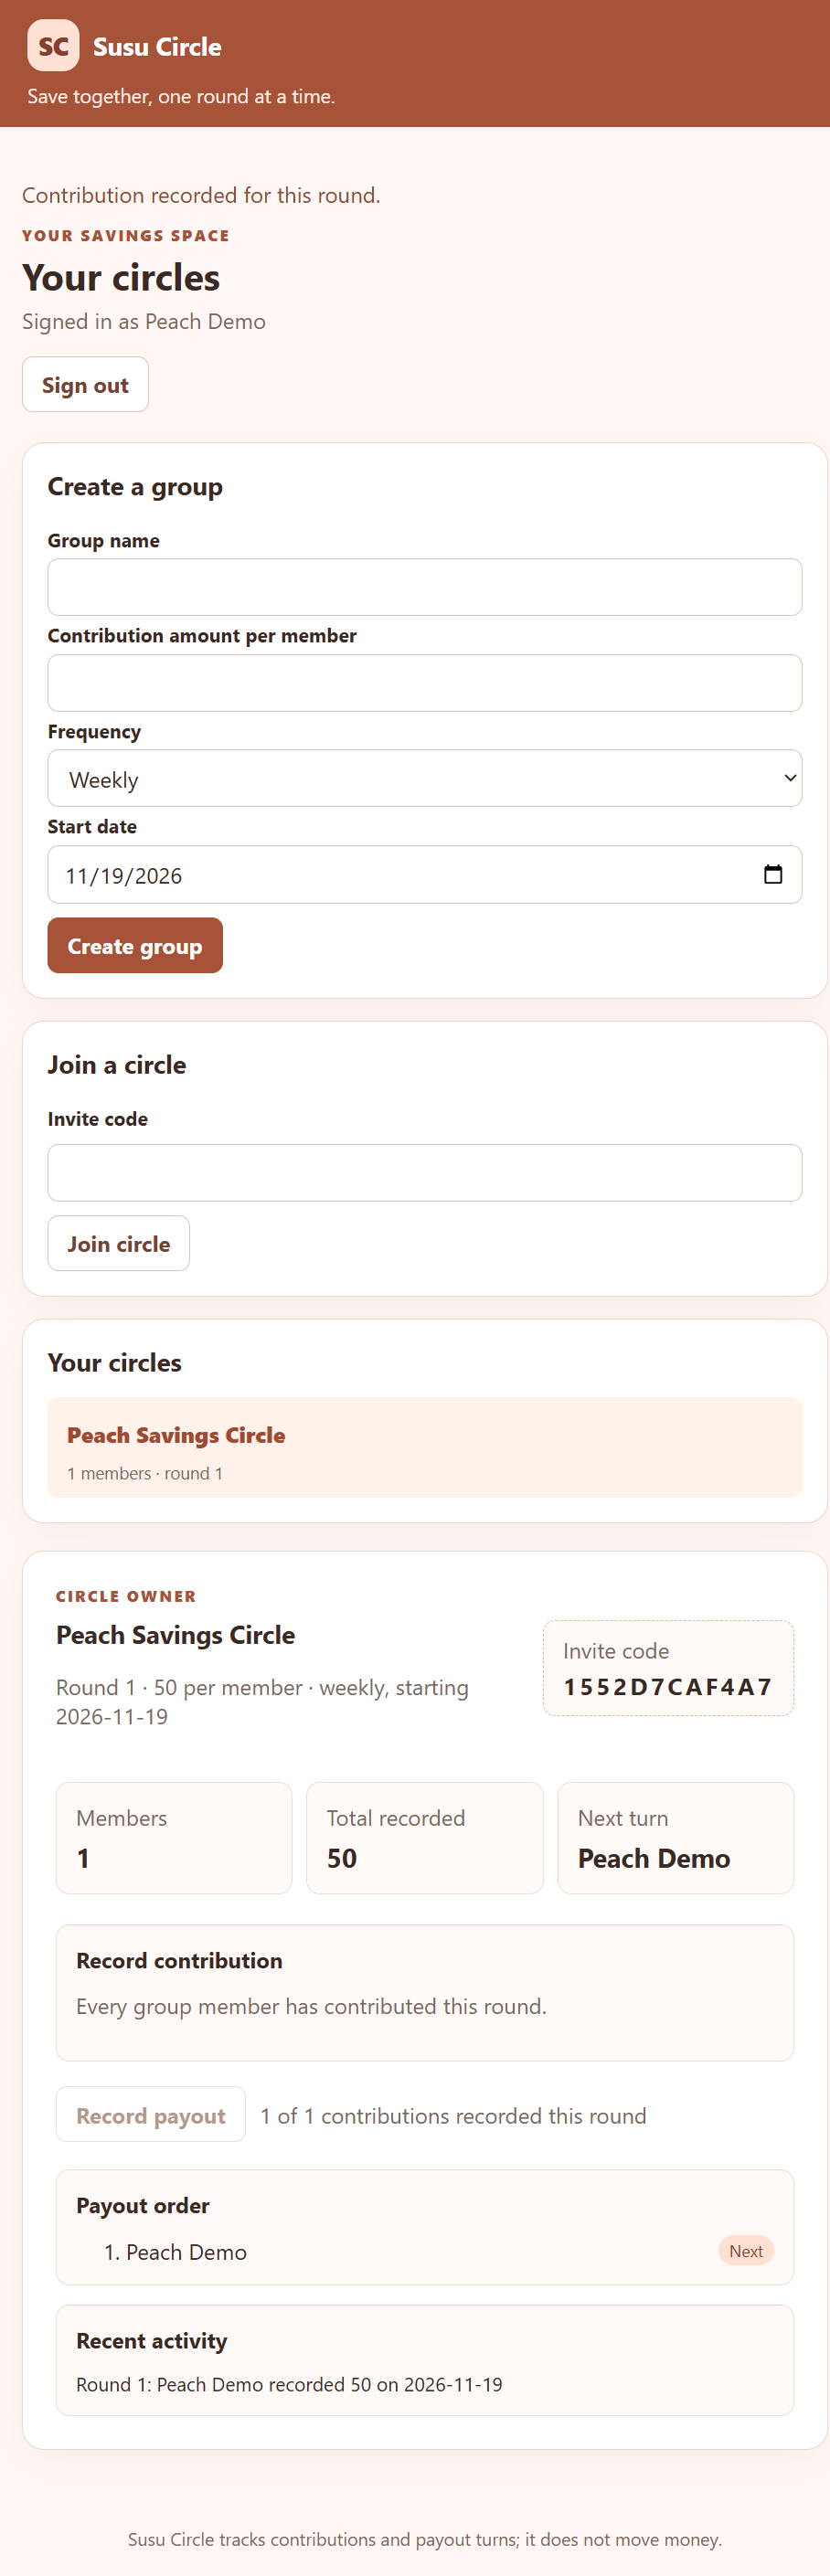 SC
Susu Circle
Save together, one round at a time.
Contribution recorded for this round.
YOUR SAVINGS SPACE
Your circles
Signed in as Peach Demo
Sign out
Create a group
Group name
Contribution amount per member
Frequency
Weekly
Start date
11/19/2026
Create group
Join a circle
Invite code
Join circle
Your circles
Peach Savings Circle
1 members · round 1
CIRCLE OWNER
Peach Savings Circle
Round 1 · 50 per member · weekly, starting
2026-11-19
Invite code
1552D7CAF4A7
Members
1
Total recorded
50
Next turn
Peach Demo
Record contribution
Every group member has contributed this round.
Record payout
1 of 1 contributions recorded this round
Payout order
1. Peach Demo
Next
Recent activity
Round 1: Peach Demo recorded 50 on 2026-11-19
Susu Circle tracks contributions and payout turns; it does not move money.